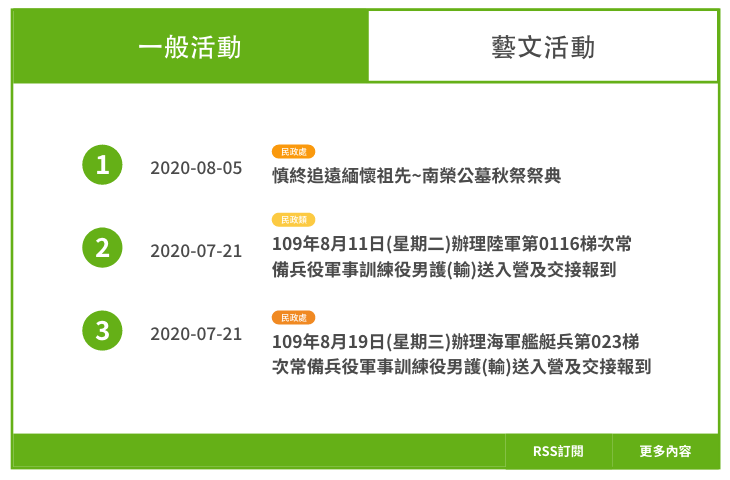 一般活動
藝文活動
民政處
1
2020-08-05
慎終追遠緬懷祖先~南榮公墓秋祭祭典
民政類
2
2020-07-21
109年8月11日(星期二)辦理陸軍第0116梯次常
備兵役軍事訓練役男護(輸)送入營及交接報到
民政處
3
2020-07-21
109年8月19日(星期三)辦理海軍艦艇兵第023梯
次常備兵役軍事訓練役男護(輸)送入營及交接報到
RSS訂閱
更多內容